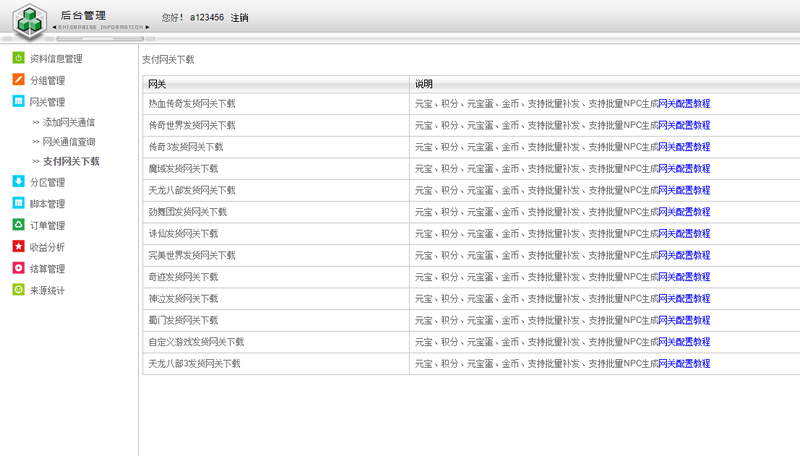 后台管理
ENTERPRISE INFORMATION
您好！ a123456 注销
资料信息管理
分组管理
网关管理
>> 添加网关通信
>> 网关通信查询
>> 支付网关下载
分区管理
脚本管理
订单管理
收益分析
结算管理
来源统计
支付网关下载
网关 说明
热血传奇发货网关下载 元宝、积分、元宝蛋、金币、支持批量补发、支持批量NPC生成网关配置教程
传奇世界发货网关下载 元宝、积分、元宝蛋、金币、支持批量补发、支持批量NPC生成网关配置教程
传奇3发货网关下载 元宝、积分、元宝蛋、金币、支持批量补发、支持批量NPC生成网关配置教程
魔域发货网关下载 元宝、积分、元宝蛋、金币、支持批量补发、支持批量NPC生成网关配置教程
天龙八部发货网关下载 元宝、积分、元宝蛋、金币、支持批量补发、支持批量NPC生成网关配置教程
劲舞团发货网关下载 元宝、积分、元宝蛋、金币、支持批量补发、支持批量NPC生成网关配置教程
诛仙发货网关下载 元宝、积分、元宝蛋、金币、支持批量补发、支持批量NPC生成网关配置教程
完美世界发货网关下载 元宝、积分、元宝蛋、金币、支持批量补发、支持批量NPC生成网关配置教程
奇迹发货网关下载 元宝、积分、元宝蛋、金币、支持批量补发、支持批量NPC生成网关配置教程
神泣发货网关下载 元宝、积分、元宝蛋、金币、支持批量补发、支持批量NPC生成网关配置教程
蜀门发货网关下载 元宝、积分、元宝蛋、金币、支持批量补发、支持批量NPC生成网关配置教程
自定义游戏发货网关下载 元宝、积分、元宝蛋、金币、支持批量补发、支持批量NPC生成网关配置教程
天龙八部3发货网关下载 元宝、积分、元宝蛋、金币、支持批量补发、支持批量NPC生成网关配置教程